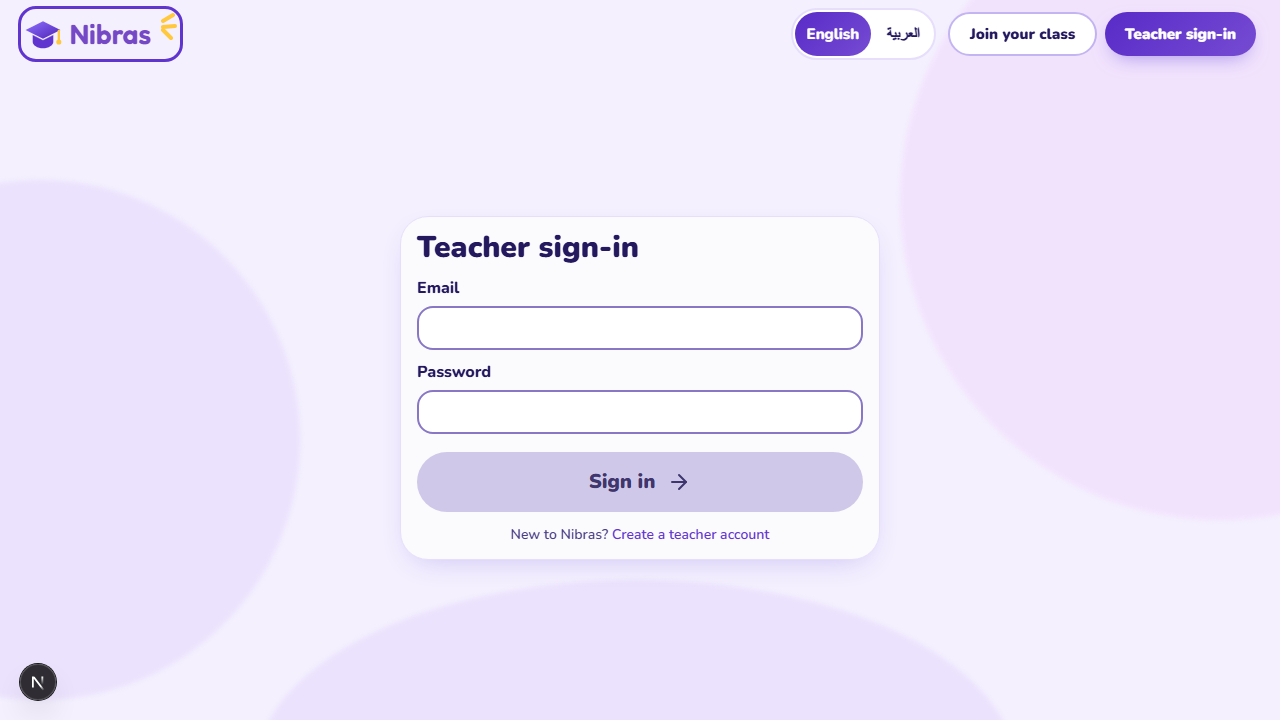 Nibras
English
العربية
Join your class
Teacher sign-in
Teacher sign-in
Email
Password
Sign in
New to Nibras? Create a teacher account
N